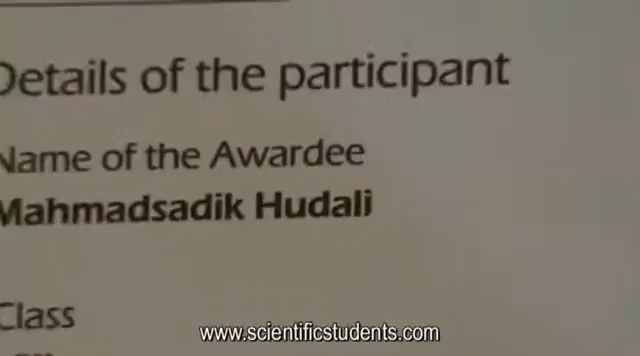 Details of the participant
Name of the Awardee
Mahmadsadik Hudali
Class
www.scientificstudents.com